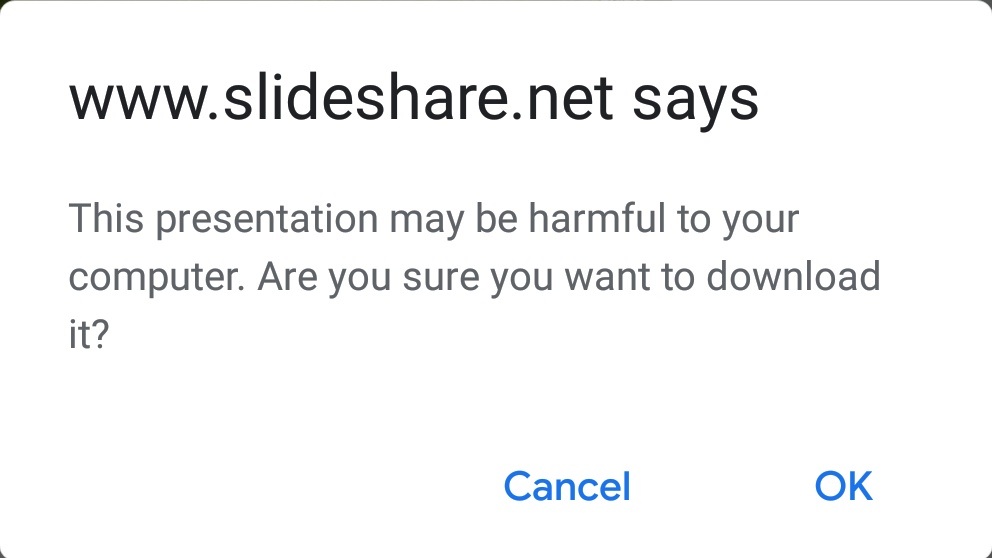 www.slideshare.net says
This presentation may be harmful to your
computer. Are you sure you want to download
it?
Cancel OK